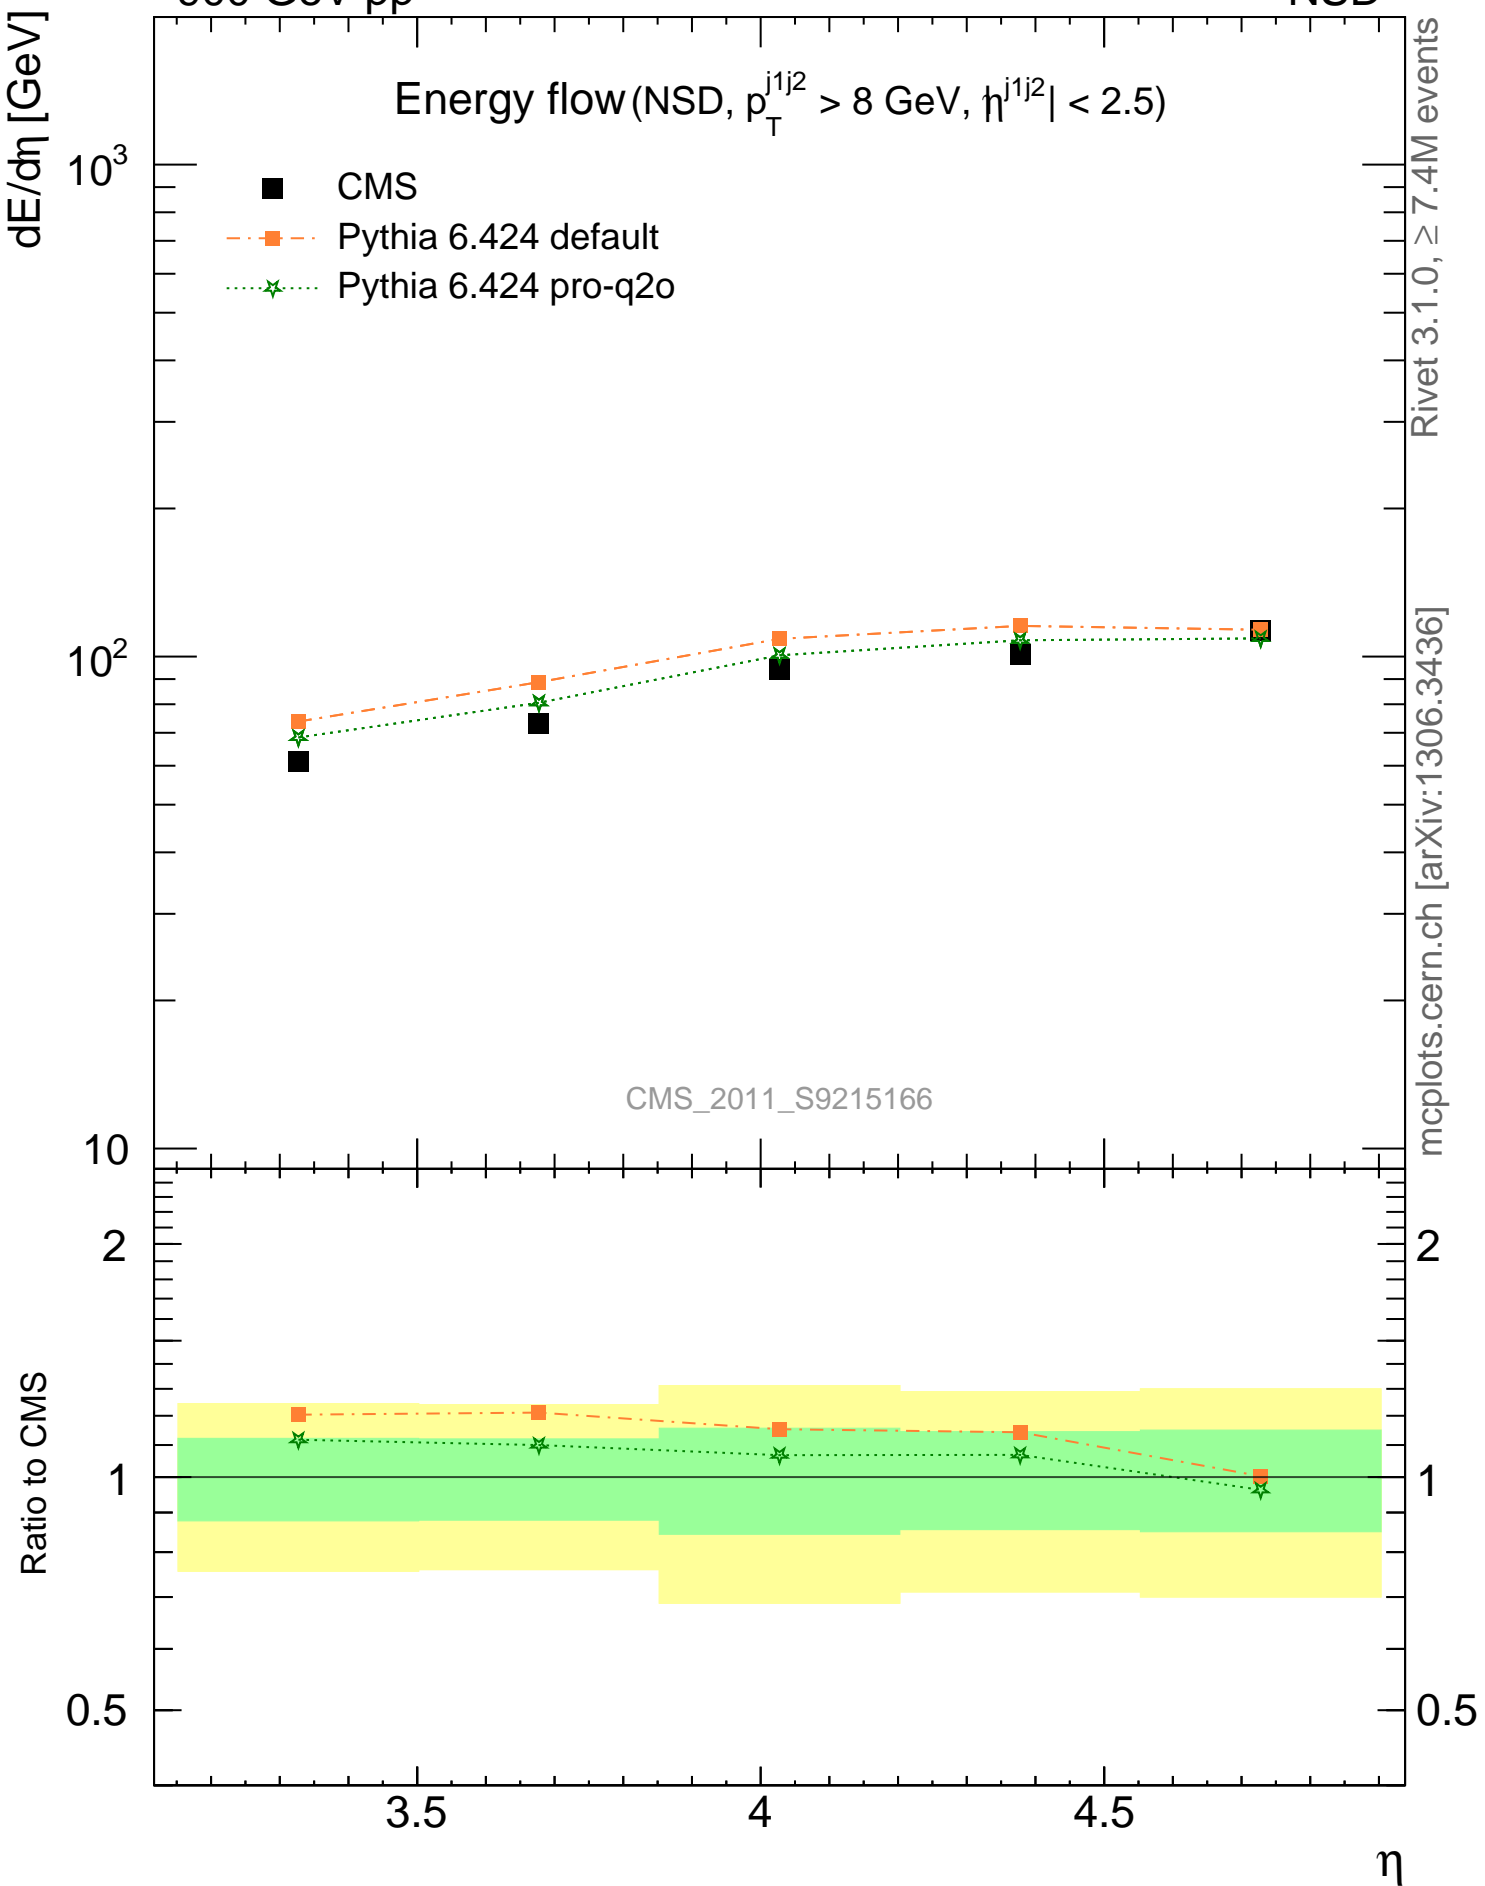 NSD
dE/dη [GeV]
Energy flow (NSD, p_T^{j1j2} > 8 GeV, |η^{j1j2}| < 2.5)
CMS
Pythia 6.424 default
Pythia 6.424 pro-q2o
10^3
10^2
10
CMS_2011_S9215166
Rivet 3.1.0, ≥ 7.4M events
mcplots.cern.ch [arXiv:1306.3436]
Ratio to CMS
2
1
0.5
2
1
0.5
3.5
4
4.5
η